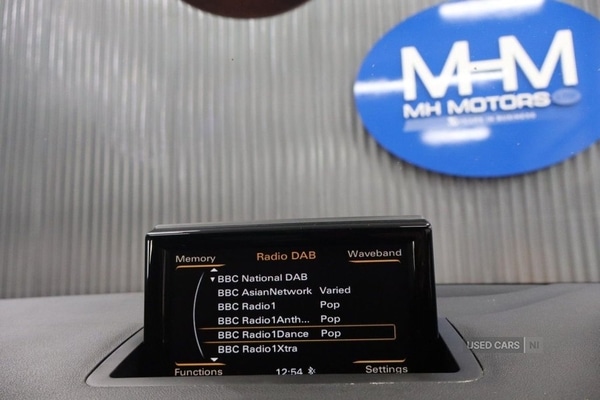 MHM
MH MOTORS
Memory
Radio DAB
Waveband
BBC National DAB
BBC AsianNetwork Varied
BBC Radio1 Pop
BBC Radio1Anth... Pop
BBC Radio1Dance Pop
BBC Radio1Xtra
Functions
12:54
Settings
USED CARS NI